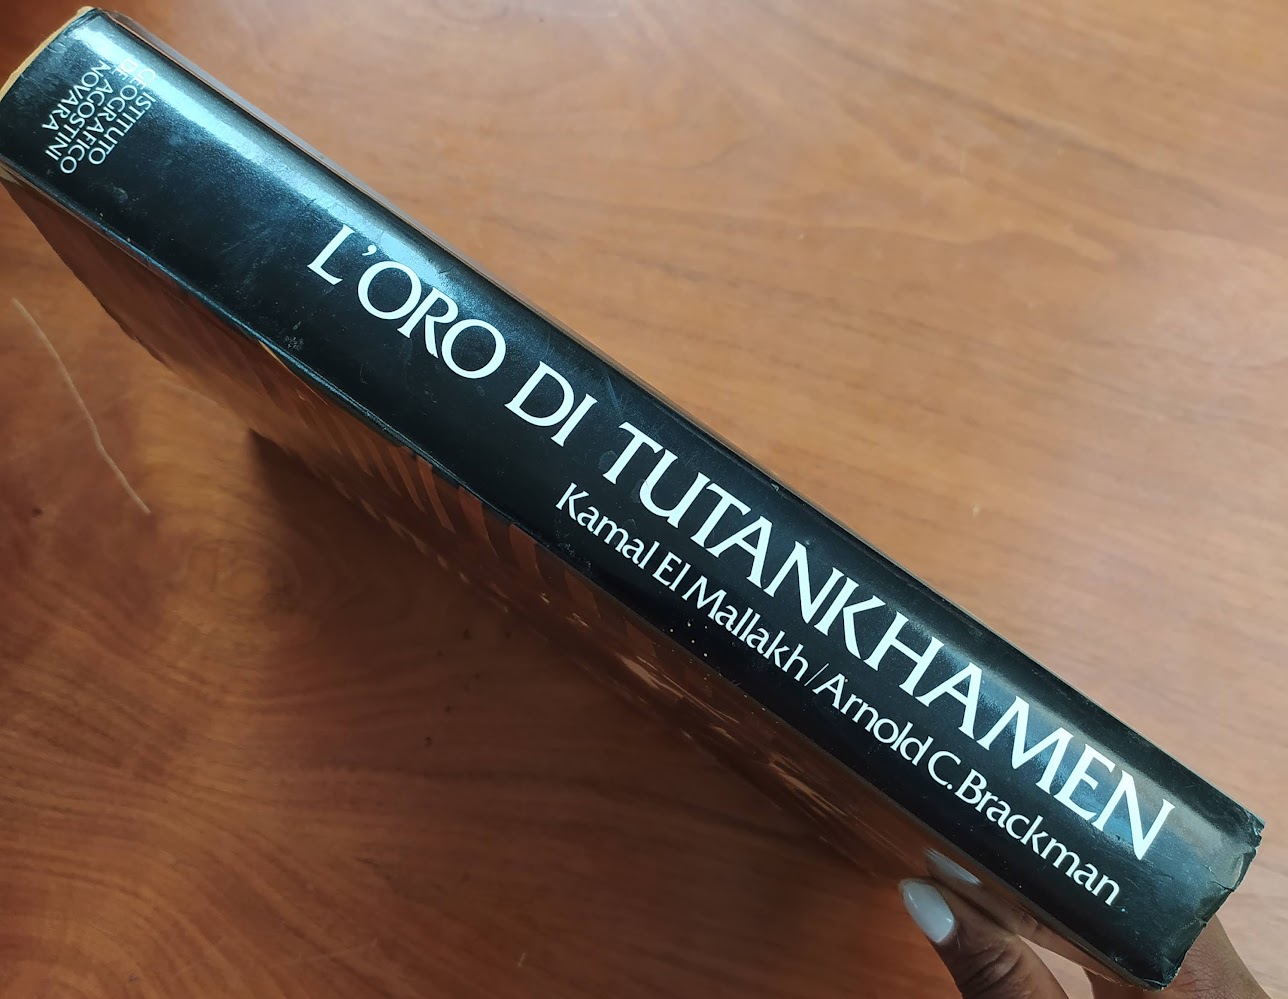 L'ORO DI TUTANKHAMEN
Kamal El Mallakh/Arnold C. Brackman
ISTITUTO
GEOGRAFICO
DE AGOSTINI
NOVARA